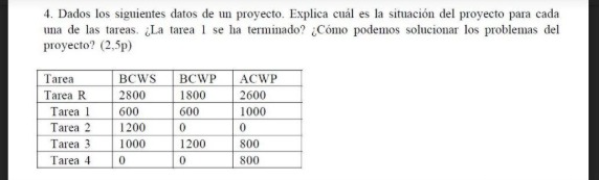 4. Dados los siguientes datos de un proyecto. Explica cuál es la situación del proyecto para cada
una de las tareas. ¿La tarea 1 se ha terminado? ¿Cómo podemos solucionar los problemas del
proyecto? (2,5p)
Tarea BCWS BCWP ACWP
Tarea R 2800 1800 2600
Tarea 1 600 600 1000
Tarea 2 1200 0 0
Tarea 3 1000 1200 800
Tarea 4 0 0 800